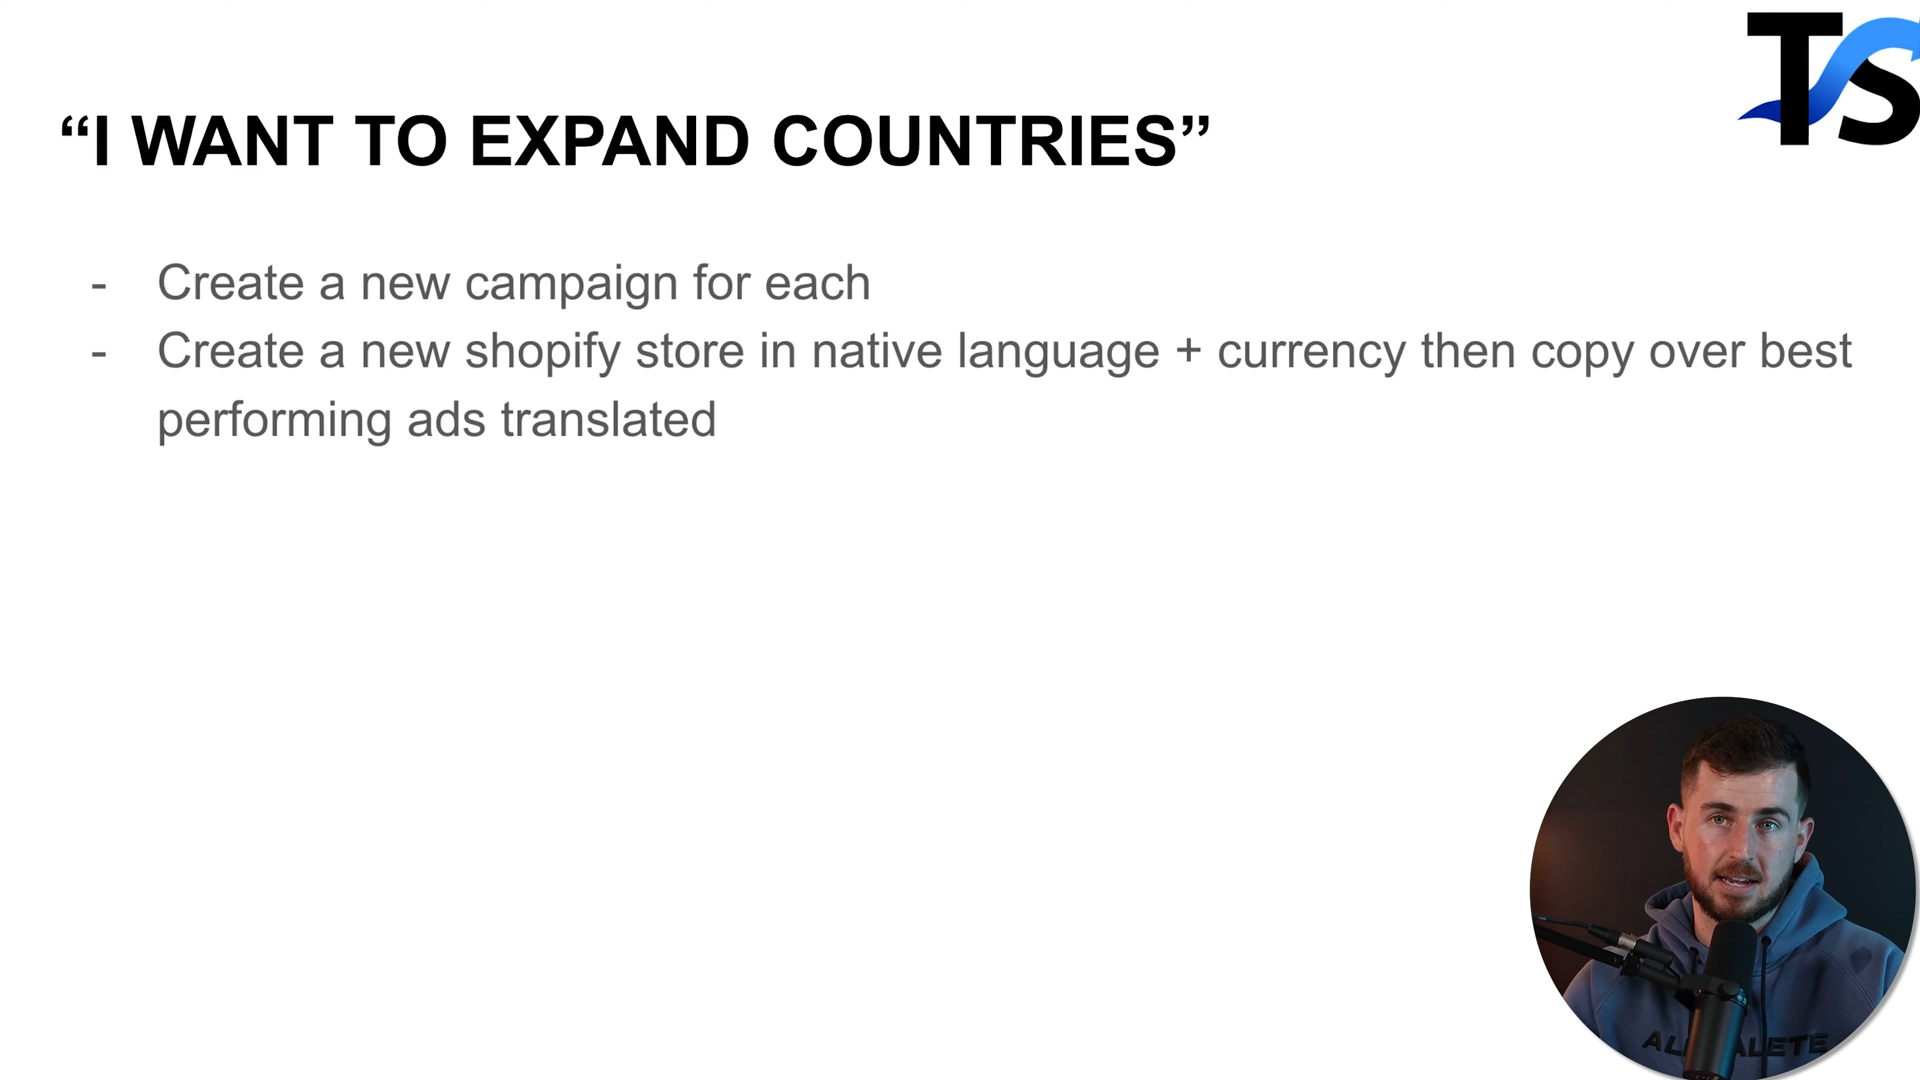 TS
“I WANT TO EXPAND COUNTRIES”
- Create a new campaign for each
- Create a new shopify store in native language + currency then copy over best
performing ads translated